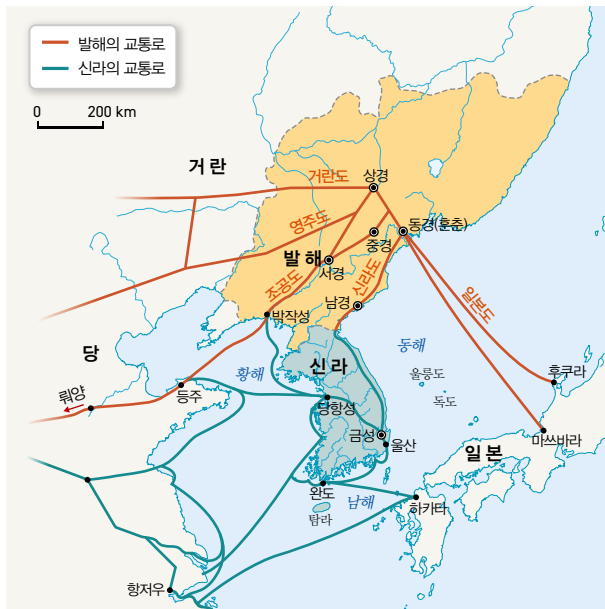 발해의 교통로
신라의 교통로
0 200 km
거란
거란도
상경
영주도
동경(훈춘)
중경
발해
서경
신라도
조공도
남경
일본도
박작성
동해
당
신라
황해
울릉도
후쿠라
뤄양
등주
독도
당항성
금성
울산
마쓰바라
일본
완도
남해
하카타
탐라
항저우